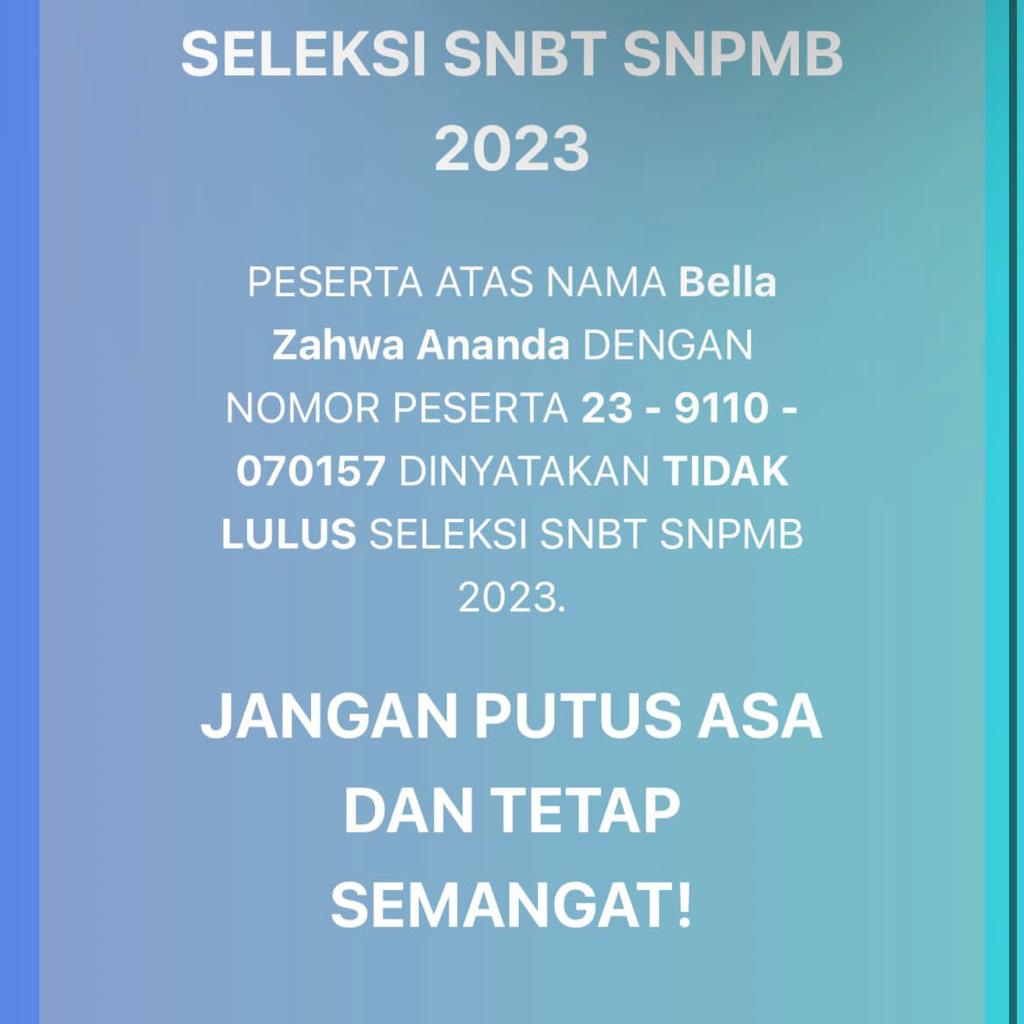 SELEKSI SNBT SNPMB
2023
PESERTA ATAS NAMA Bella
Zahwa Ananda DENGAN
NOMOR PESERTA 23 - 9110 -
070157 DINYATAKAN TIDAK
LULUS SELEKSI SNBT SNPMB
2023.
JANGAN PUTUS ASA
DAN TETAP
SEMANGAT!